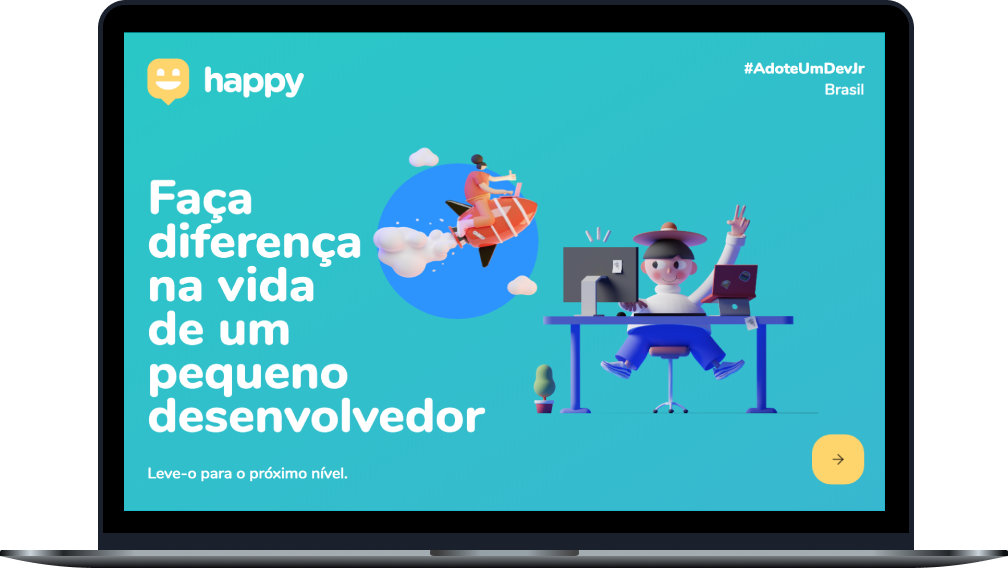 happy
#AdoteUmDevJr
Brasil
Faça
diferença
na vida
de um
pequeno
desenvolvedor
Leve-o para o próximo nível.